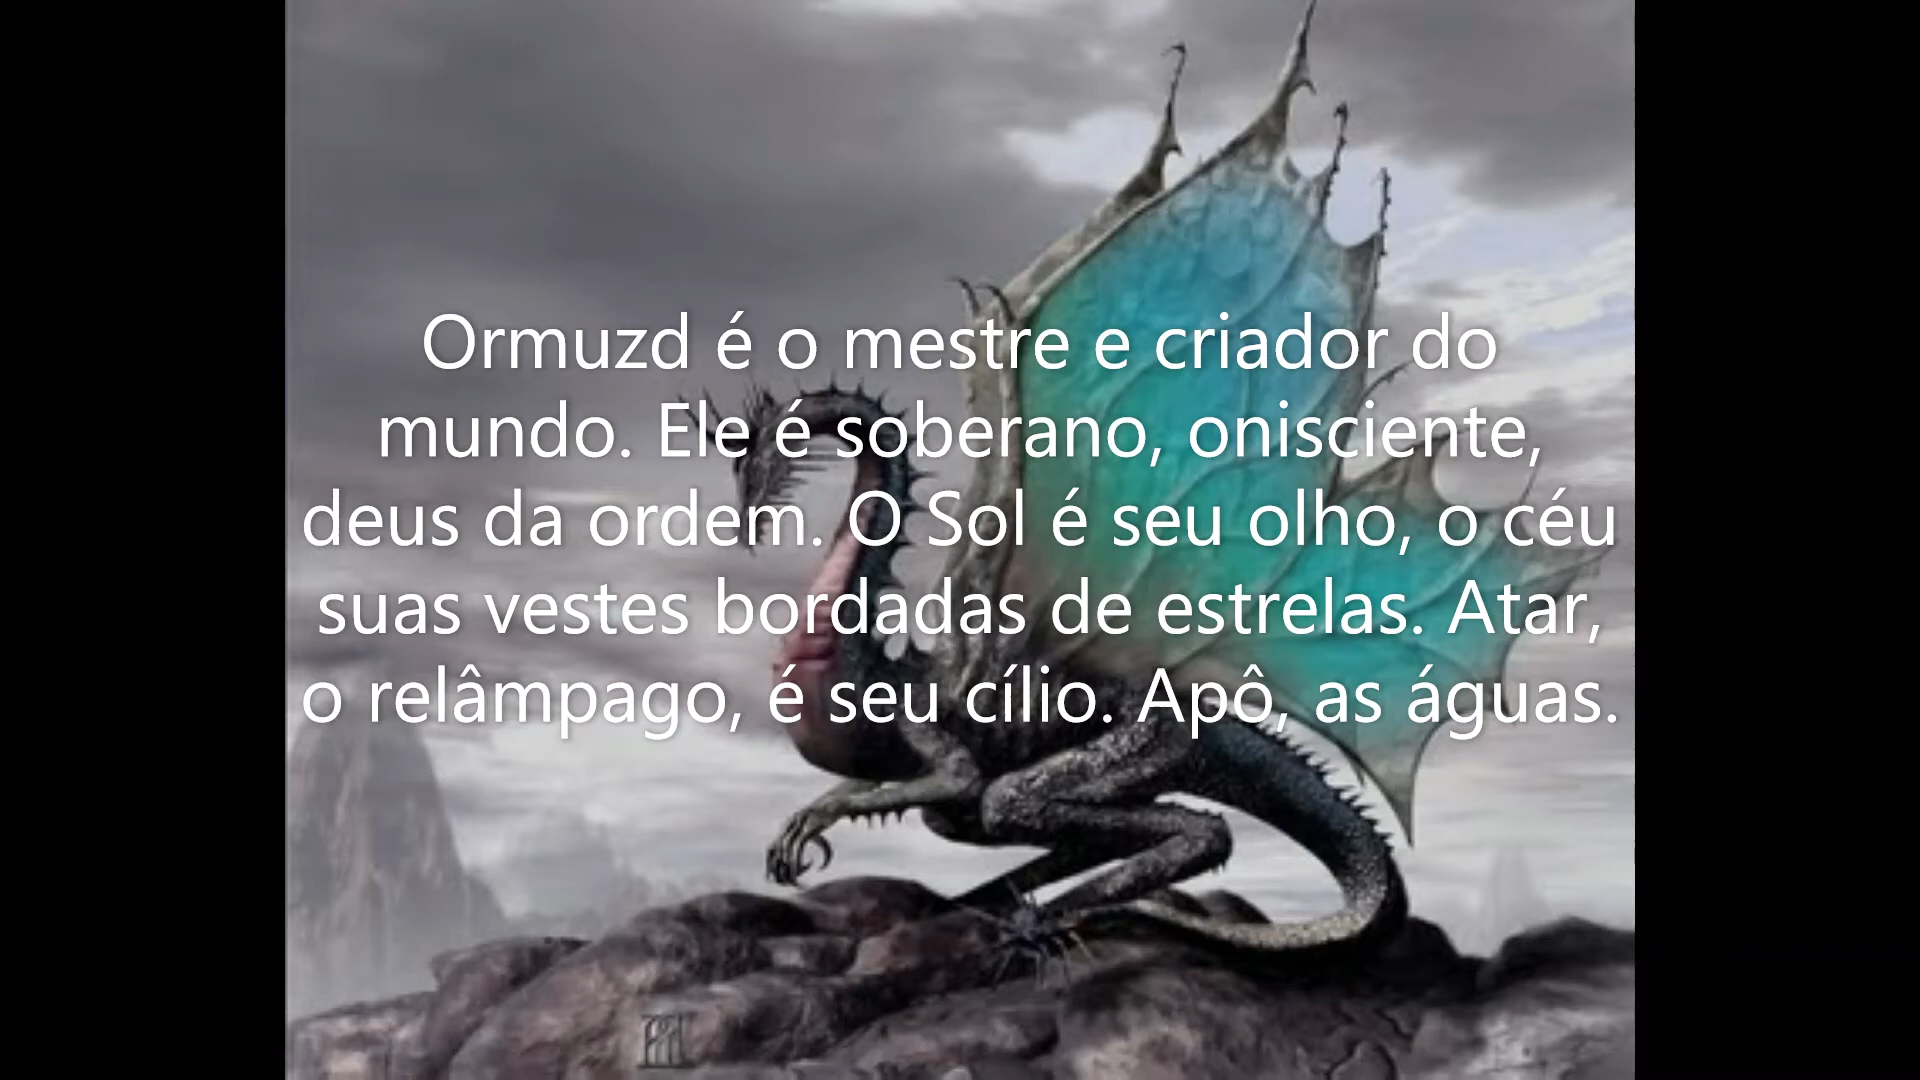 Ormuzd é o mestre e criador do
mundo. Ele é soberano, onisciente,
deus da ordem. O Sol é seu olho, o céu
suas vestes bordadas de estrelas. Atar,
o relâmpago, é seu cílio. Apô, as águas.